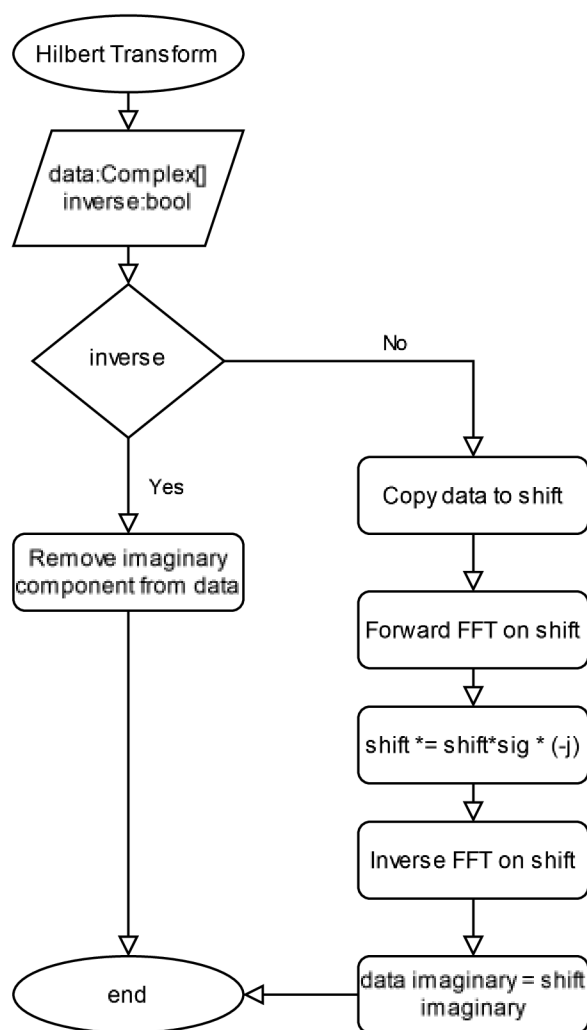 Hilbert Transform
data:Complex[]
inverse:bool
inverse
No
Yes
Copy data to shift
Remove imaginary
component from data
Forward FFT on shift
shift *= shift*sig * (-j)
Inverse FFT on shift
data imaginary = shift
imaginary
end